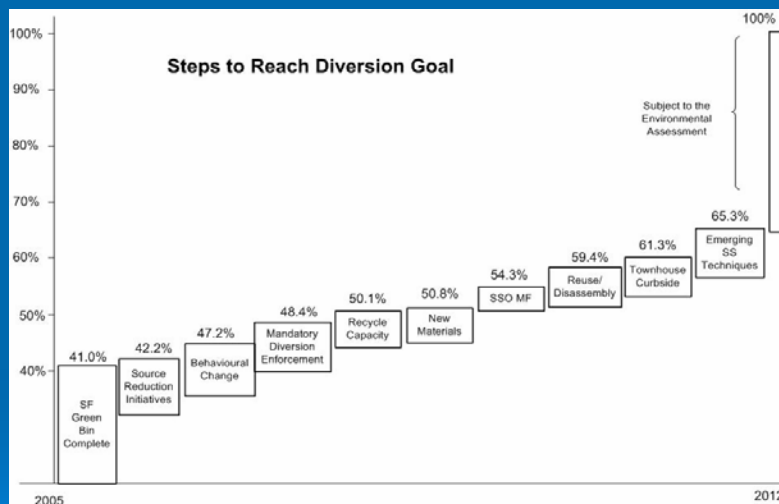 100%
100%
Steps to Reach Diversion Goal
90%
Subject to the
Environmental
Assessment
80%
70%
65.3%
60%
61.3%
59.4%
Emerging
SS
Techniques
Townhouse
Curbside
Reuse/
Disassembly
54.3%
SSO MF
50%
50.8%
New
Materials
50.1%
Recycle
Capacity
48.4%
Mandatory
Diversion
Enforcement
47.2%
Behavioural
Change
42.2%
Source
Reduction
Initiatives
40%
41.0%
SF
Green
Bin
Complete
2005
2012